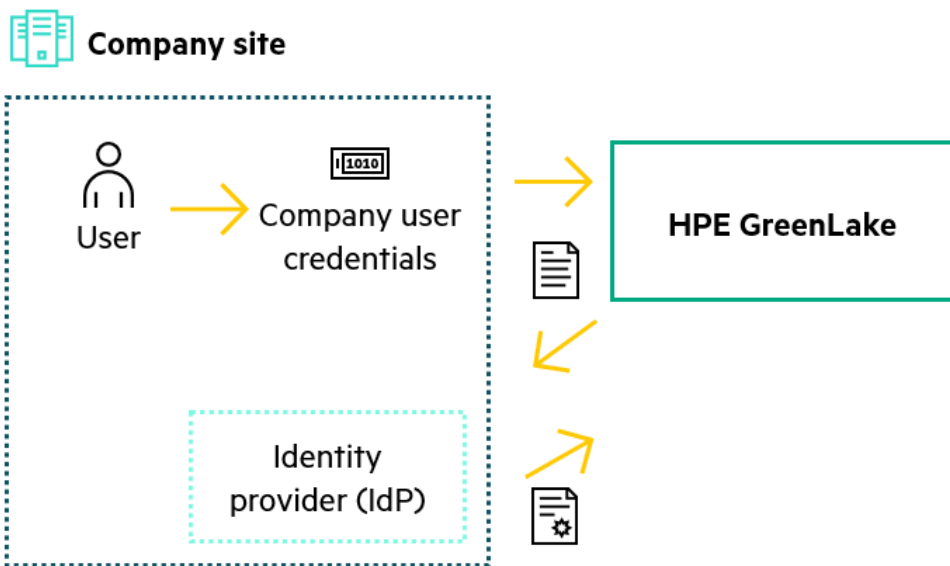 Company site
User
Company user
credentials
1010
HPE GreenLake
Identity
provider (IdP)